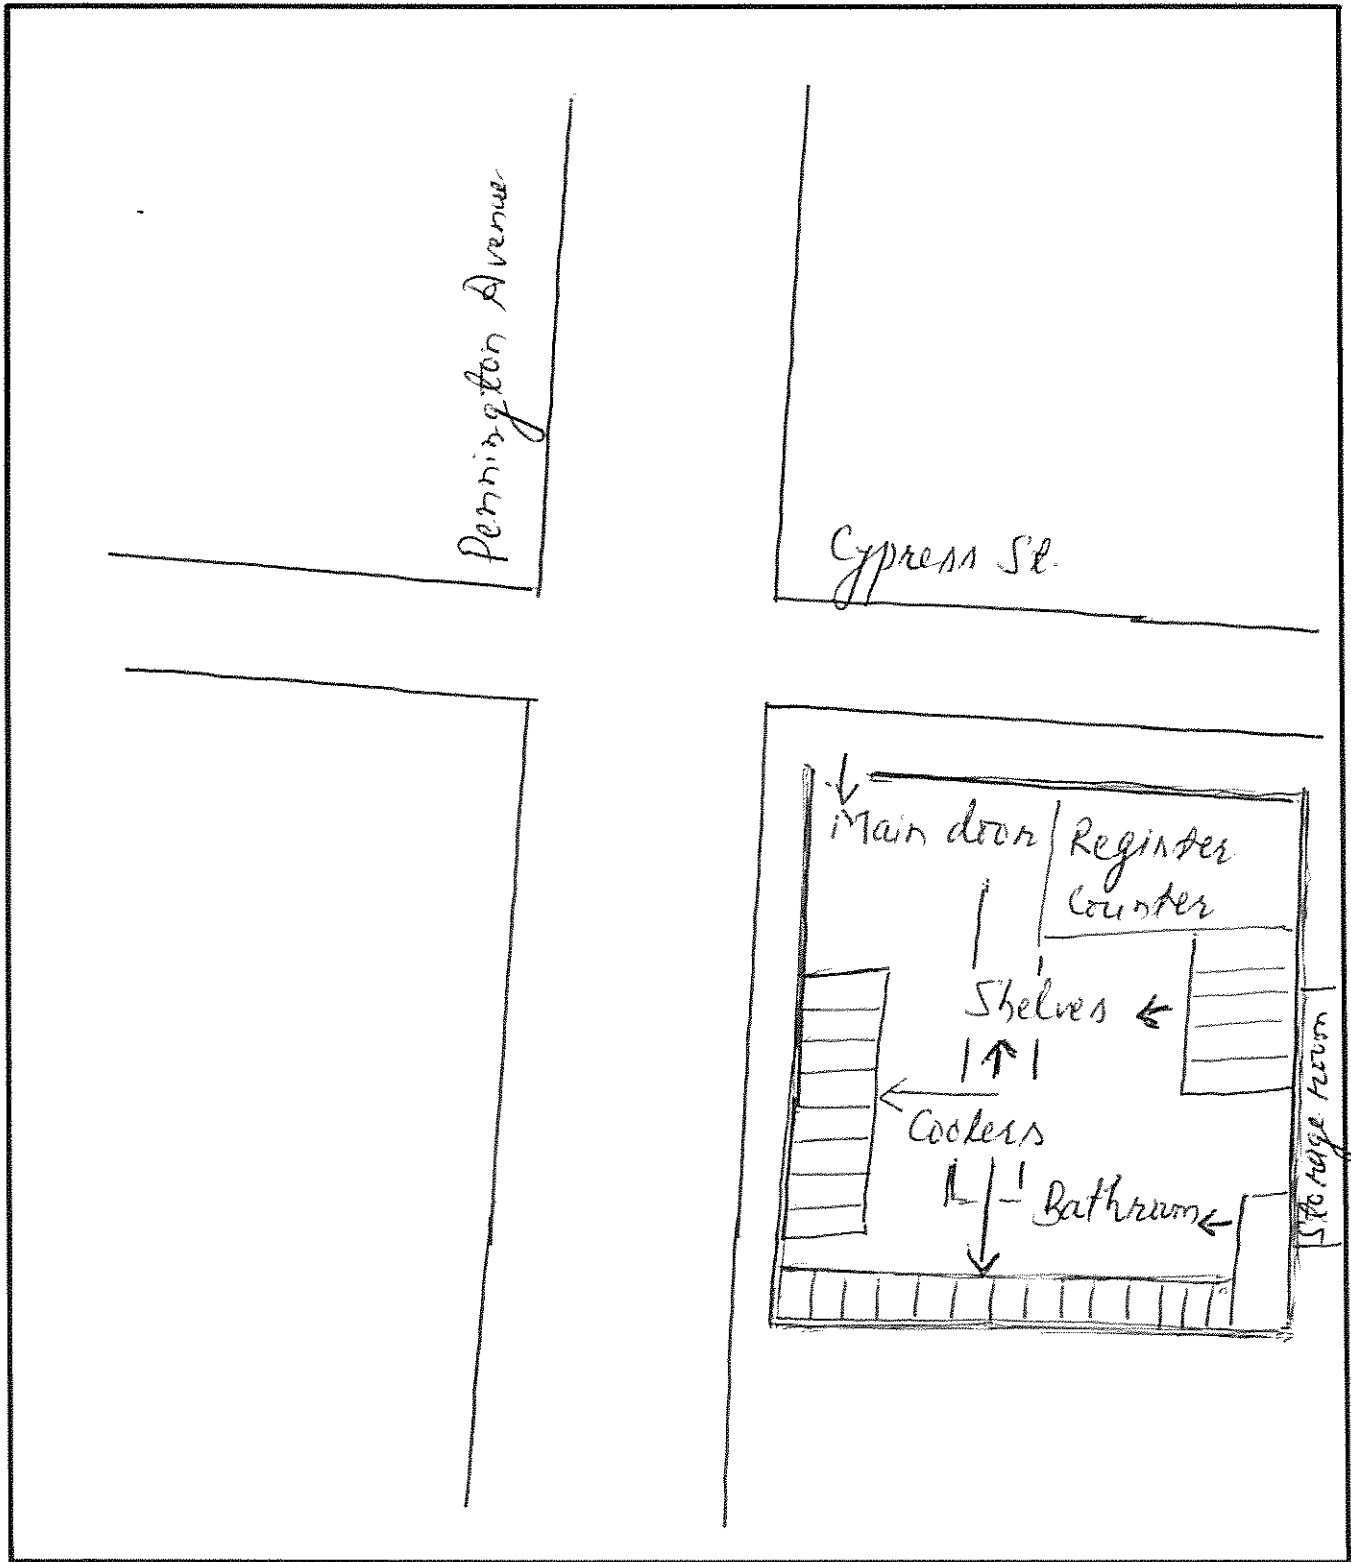 Pennington Avenue
Cypress St.
Main door
Register
Counter
Shelves
Storage room
Coolers
Bathroom